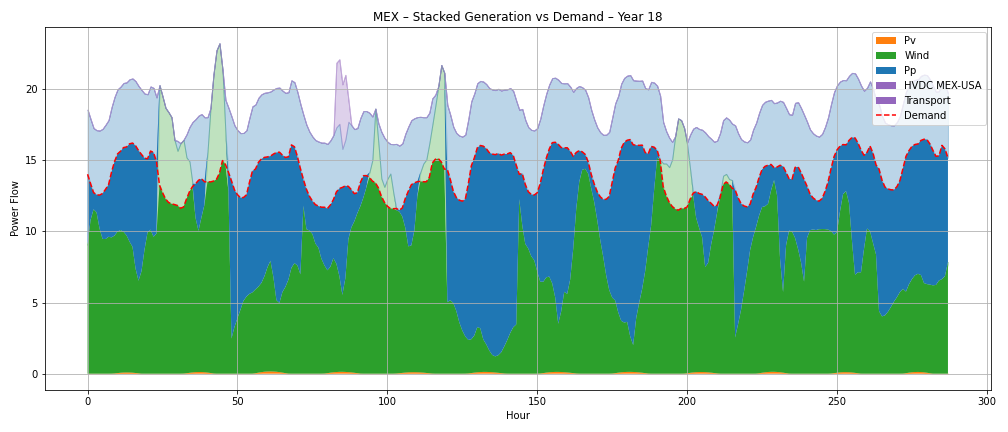 MEX – Stacked Generation vs Demand – Year 18
Pv
Wind
Pp
HVDC MEX-USA
Transport
Demand
Power Flow
20
15
10
5
0
0 50 100 150 200 250 300
Hour